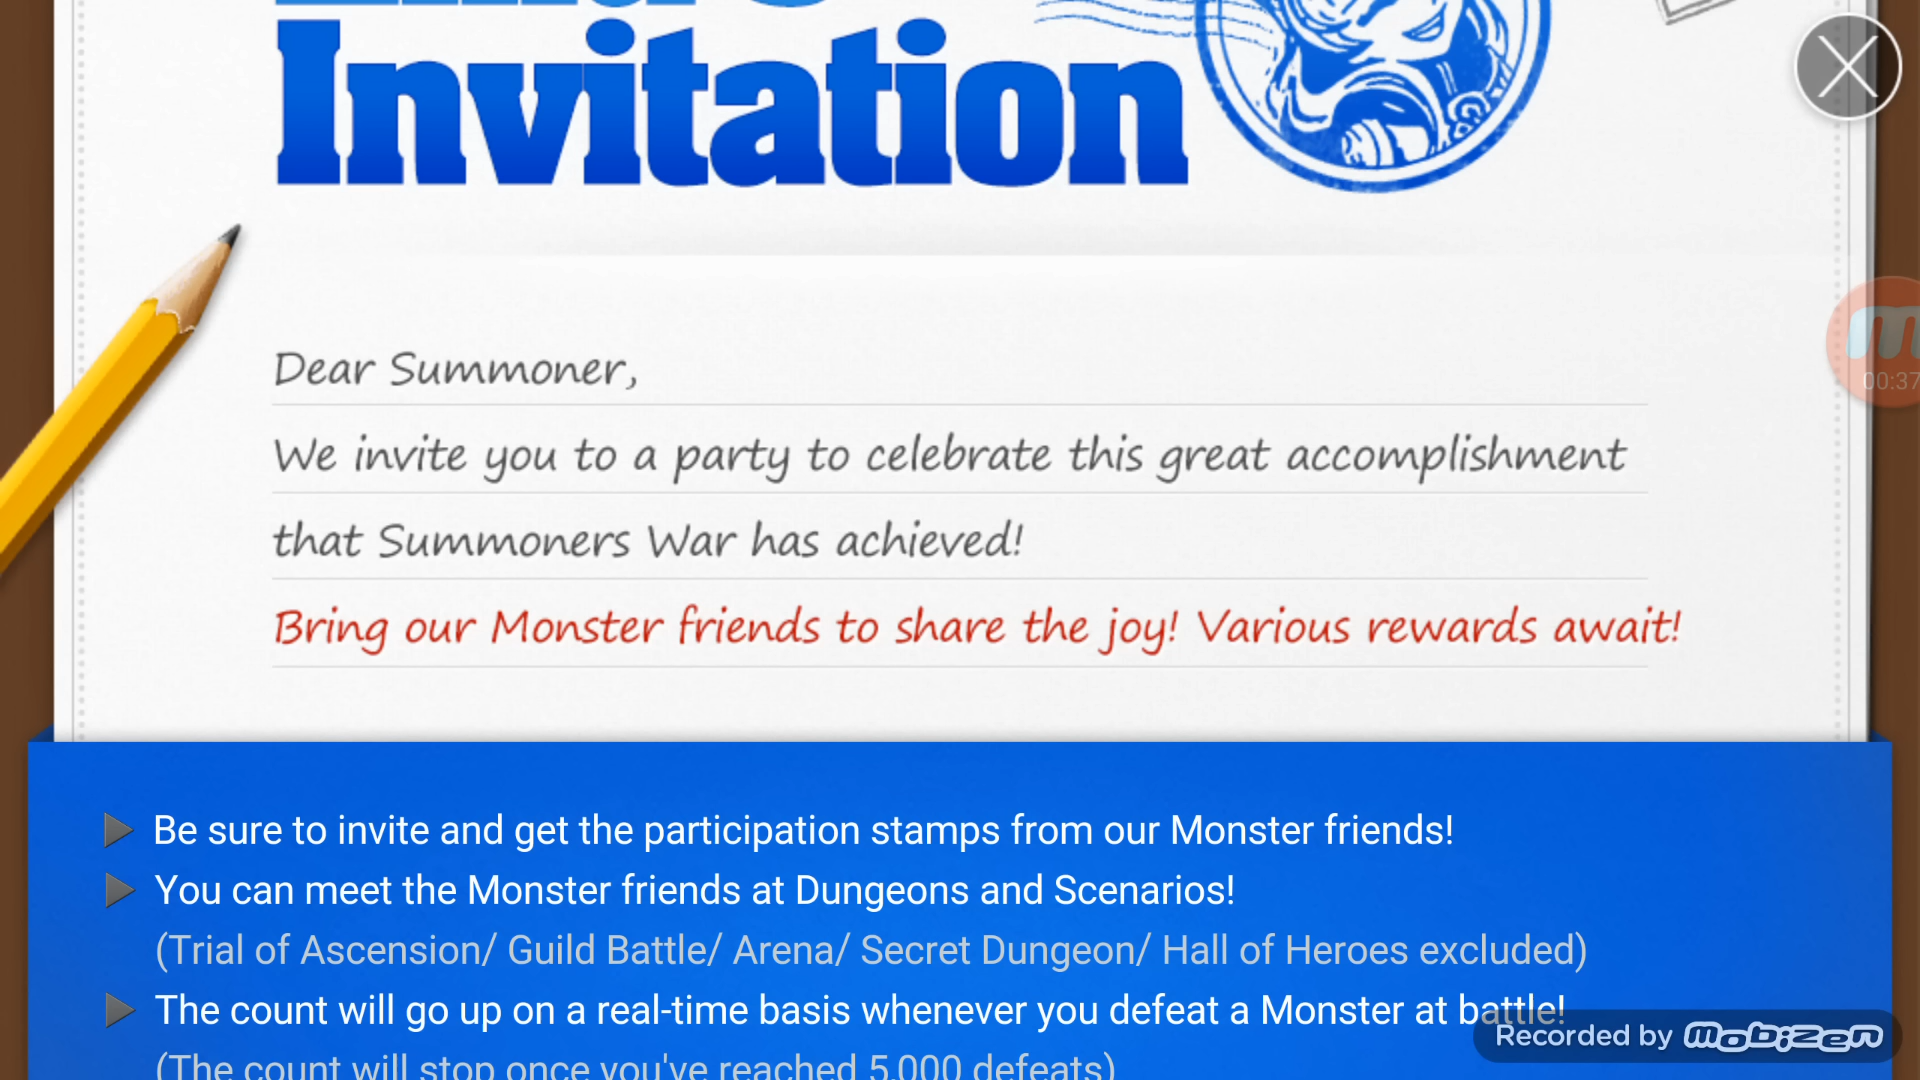 Invitation
Dear Summoner,
We invite you to a party to celebrate this great accomplishment
that Summoners War has achieved!
Bring our Monster friends to share the joy! Various rewards await!
Be sure to invite and get the participation stamps from our Monster friends!
You can meet the Monster friends at Dungeons and Scenarios!
(Trial of Ascension/ Guild Battle/ Arena/ Secret Dungeon/ Hall of Heroes excluded)
The count will go up on a real-time basis whenever you defeat a Monster at battle!
(The count will stop once you've reached 5,000 defeats)
00:37
Recorded by mobizen